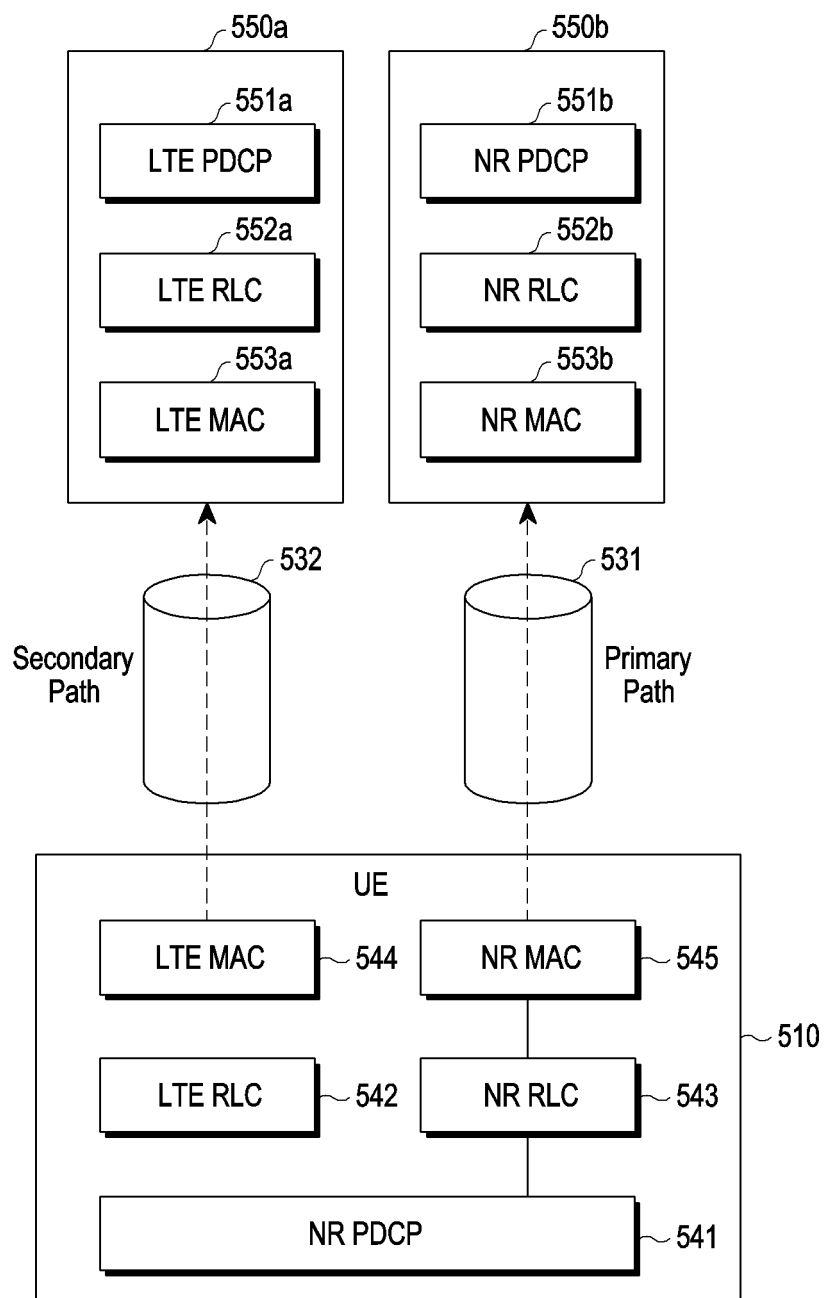 550a
550b
551a
551b
LTE PDCP
NR PDCP
552a
552b
LTE RLC
NR RLC
553a
553b
LTE MAC
NR MAC
532
531
Secondary
Path
Primary
Path
UE
LTE MAC
544
NR MAC
545
510
LTE RLC
542
NR RLC
543
NR PDCP
541